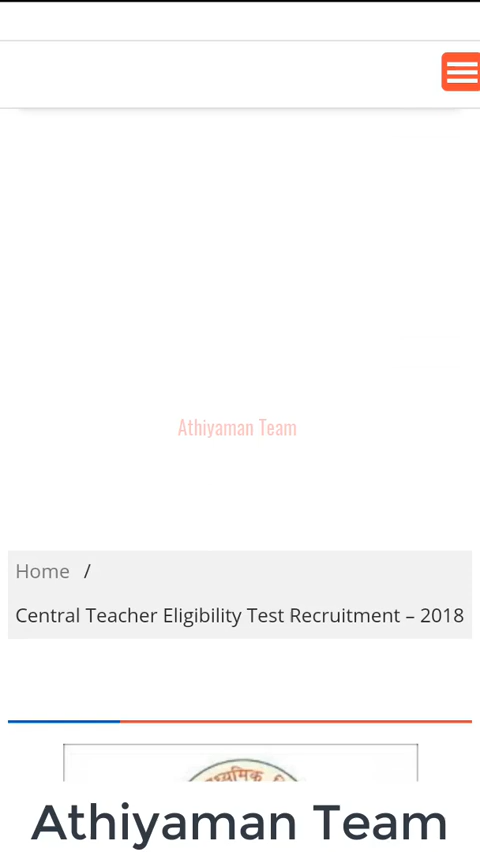 Athiyaman Team
Home /
Central Teacher Eligibility Test Recruitment – 2018
Athiyaman Team